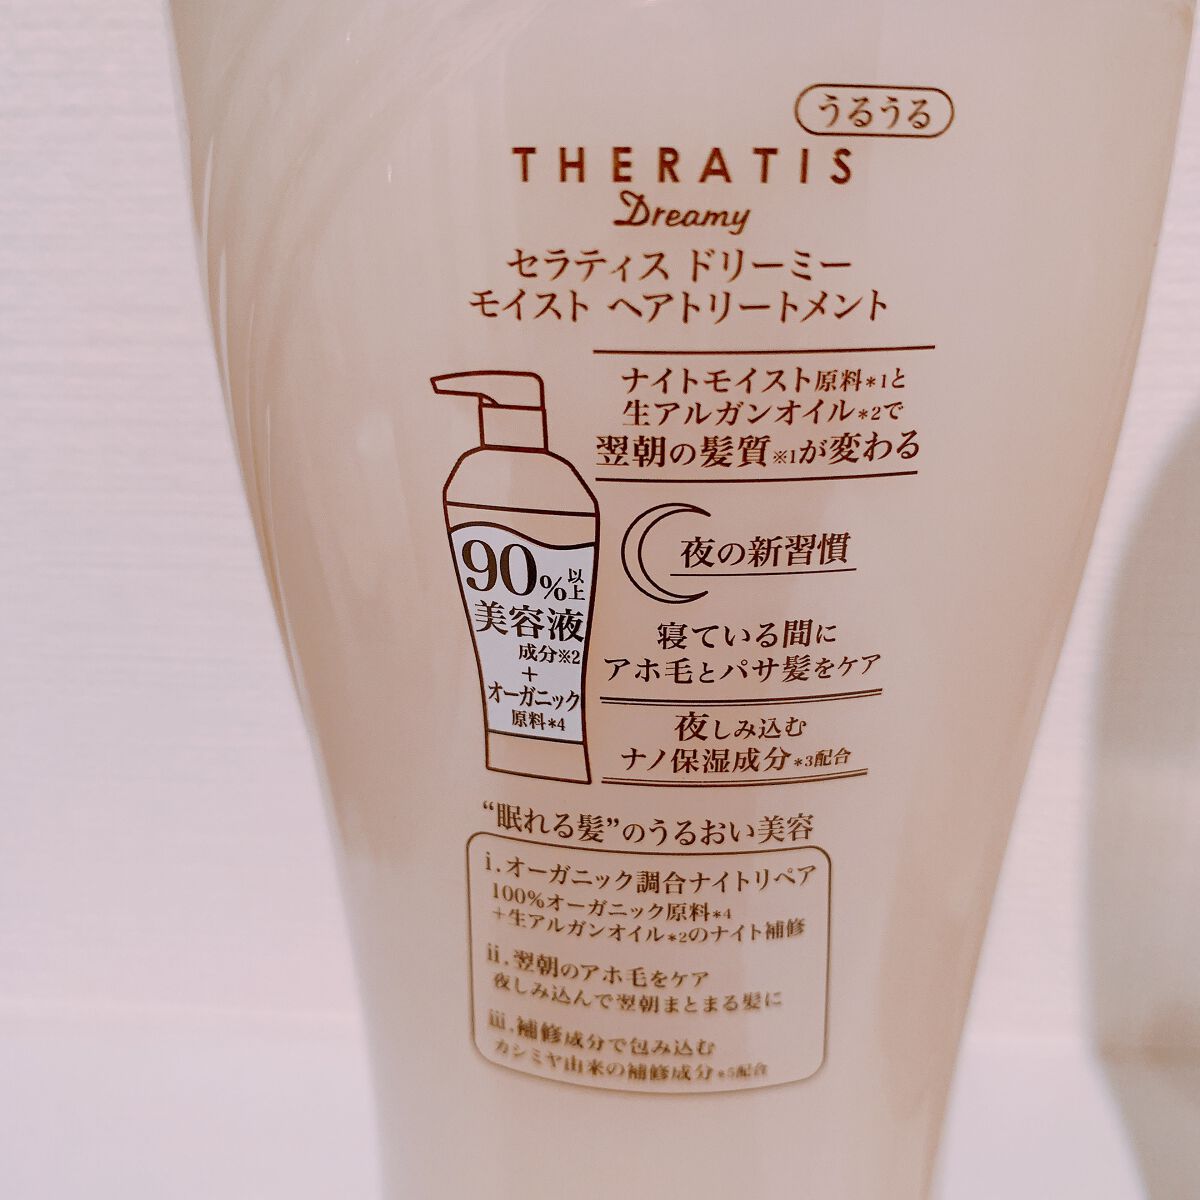 うるうる
THERATIS
Dreamy
セラティス ドリーミー
モイスト ヘアトリートメント
ナイトモイスト原料*1と
生アルガンオイル*2で
翌朝の髪質※1が変わる
90%以上
美容液
成分※2
+
オーガニック
原料*4
夜の新習慣
寝ている間に
アホ毛とパサ髪をケア
夜しみ込む
ナノ保湿成分*3配合
“眠れる髪”のうるおい美容
i.オーガニック調合ナイトリペア
100%オーガニック原料*4
+生アルガンオイル*2のナイト補修
ii.翌朝のアホ毛をケア
夜しみ込んで翌朝まとまる髪に
iii.補修成分で包み込む
カシミヤ由来の補修成分*5配合